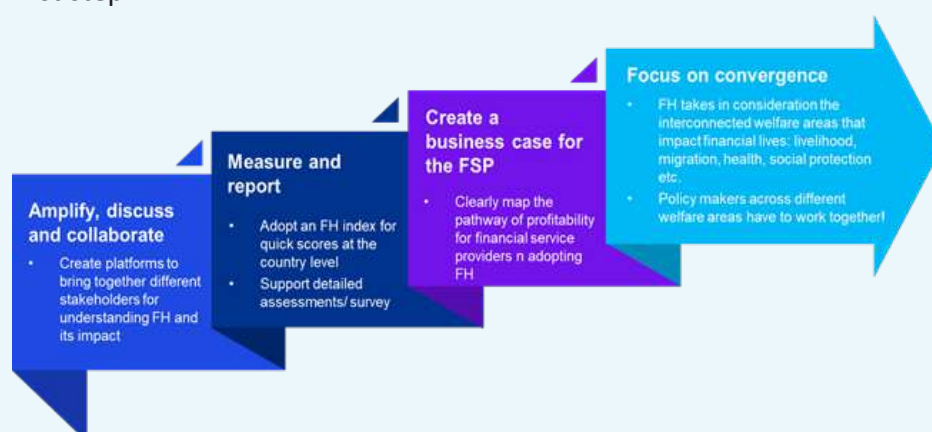 Amplify, discuss
and collaborate
• Create platforms to
bring together different
stakeholders for
understanding FH and
its impact
Measure and
report
• Adopt an FH index for
quick scores at the
country level
• Support detailed
assessments/ survey
Create a
business case for
the FSP
• Clearly map the
pathway of profitability
for financial service
providers n adopting
FH
Focus on convergence
• FH takes in consideration the
interconnected welfare areas that
impact financial lives: livelihood,
migration, health, social protection
etc.
• Policy makers across different
welfare areas have to work together!